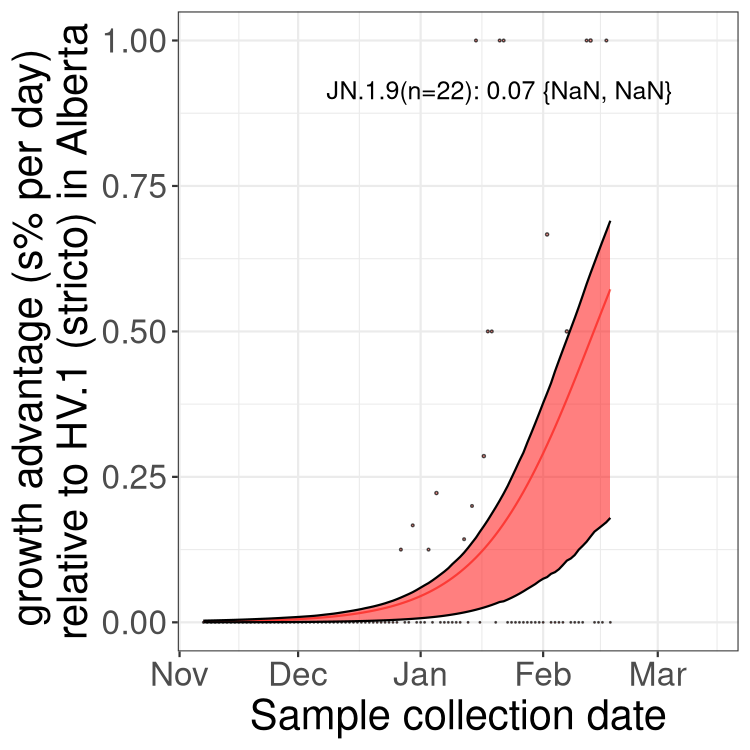 growth advantage (s% per day)
relative to HV.1 (stricto) in Alberta
1.00
0.75
0.50
0.25
0.00
JN.1.9(n=22): 0.07 {NaN, NaN}
Nov Dec Jan Feb Mar
Sample collection date